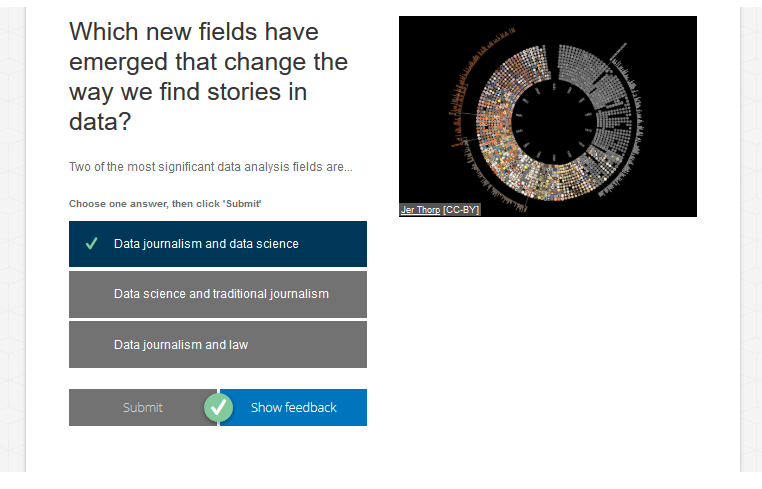 Which new fields have
emerged that change the
way we find stories in
data?
Two of the most significant data analysis fields are...
Choose one answer, then click 'Submit'
Data journalism and data science
Data science and traditional journalism
Data journalism and law
Submit
Show feedback
Jer Thorp [CC-BY]